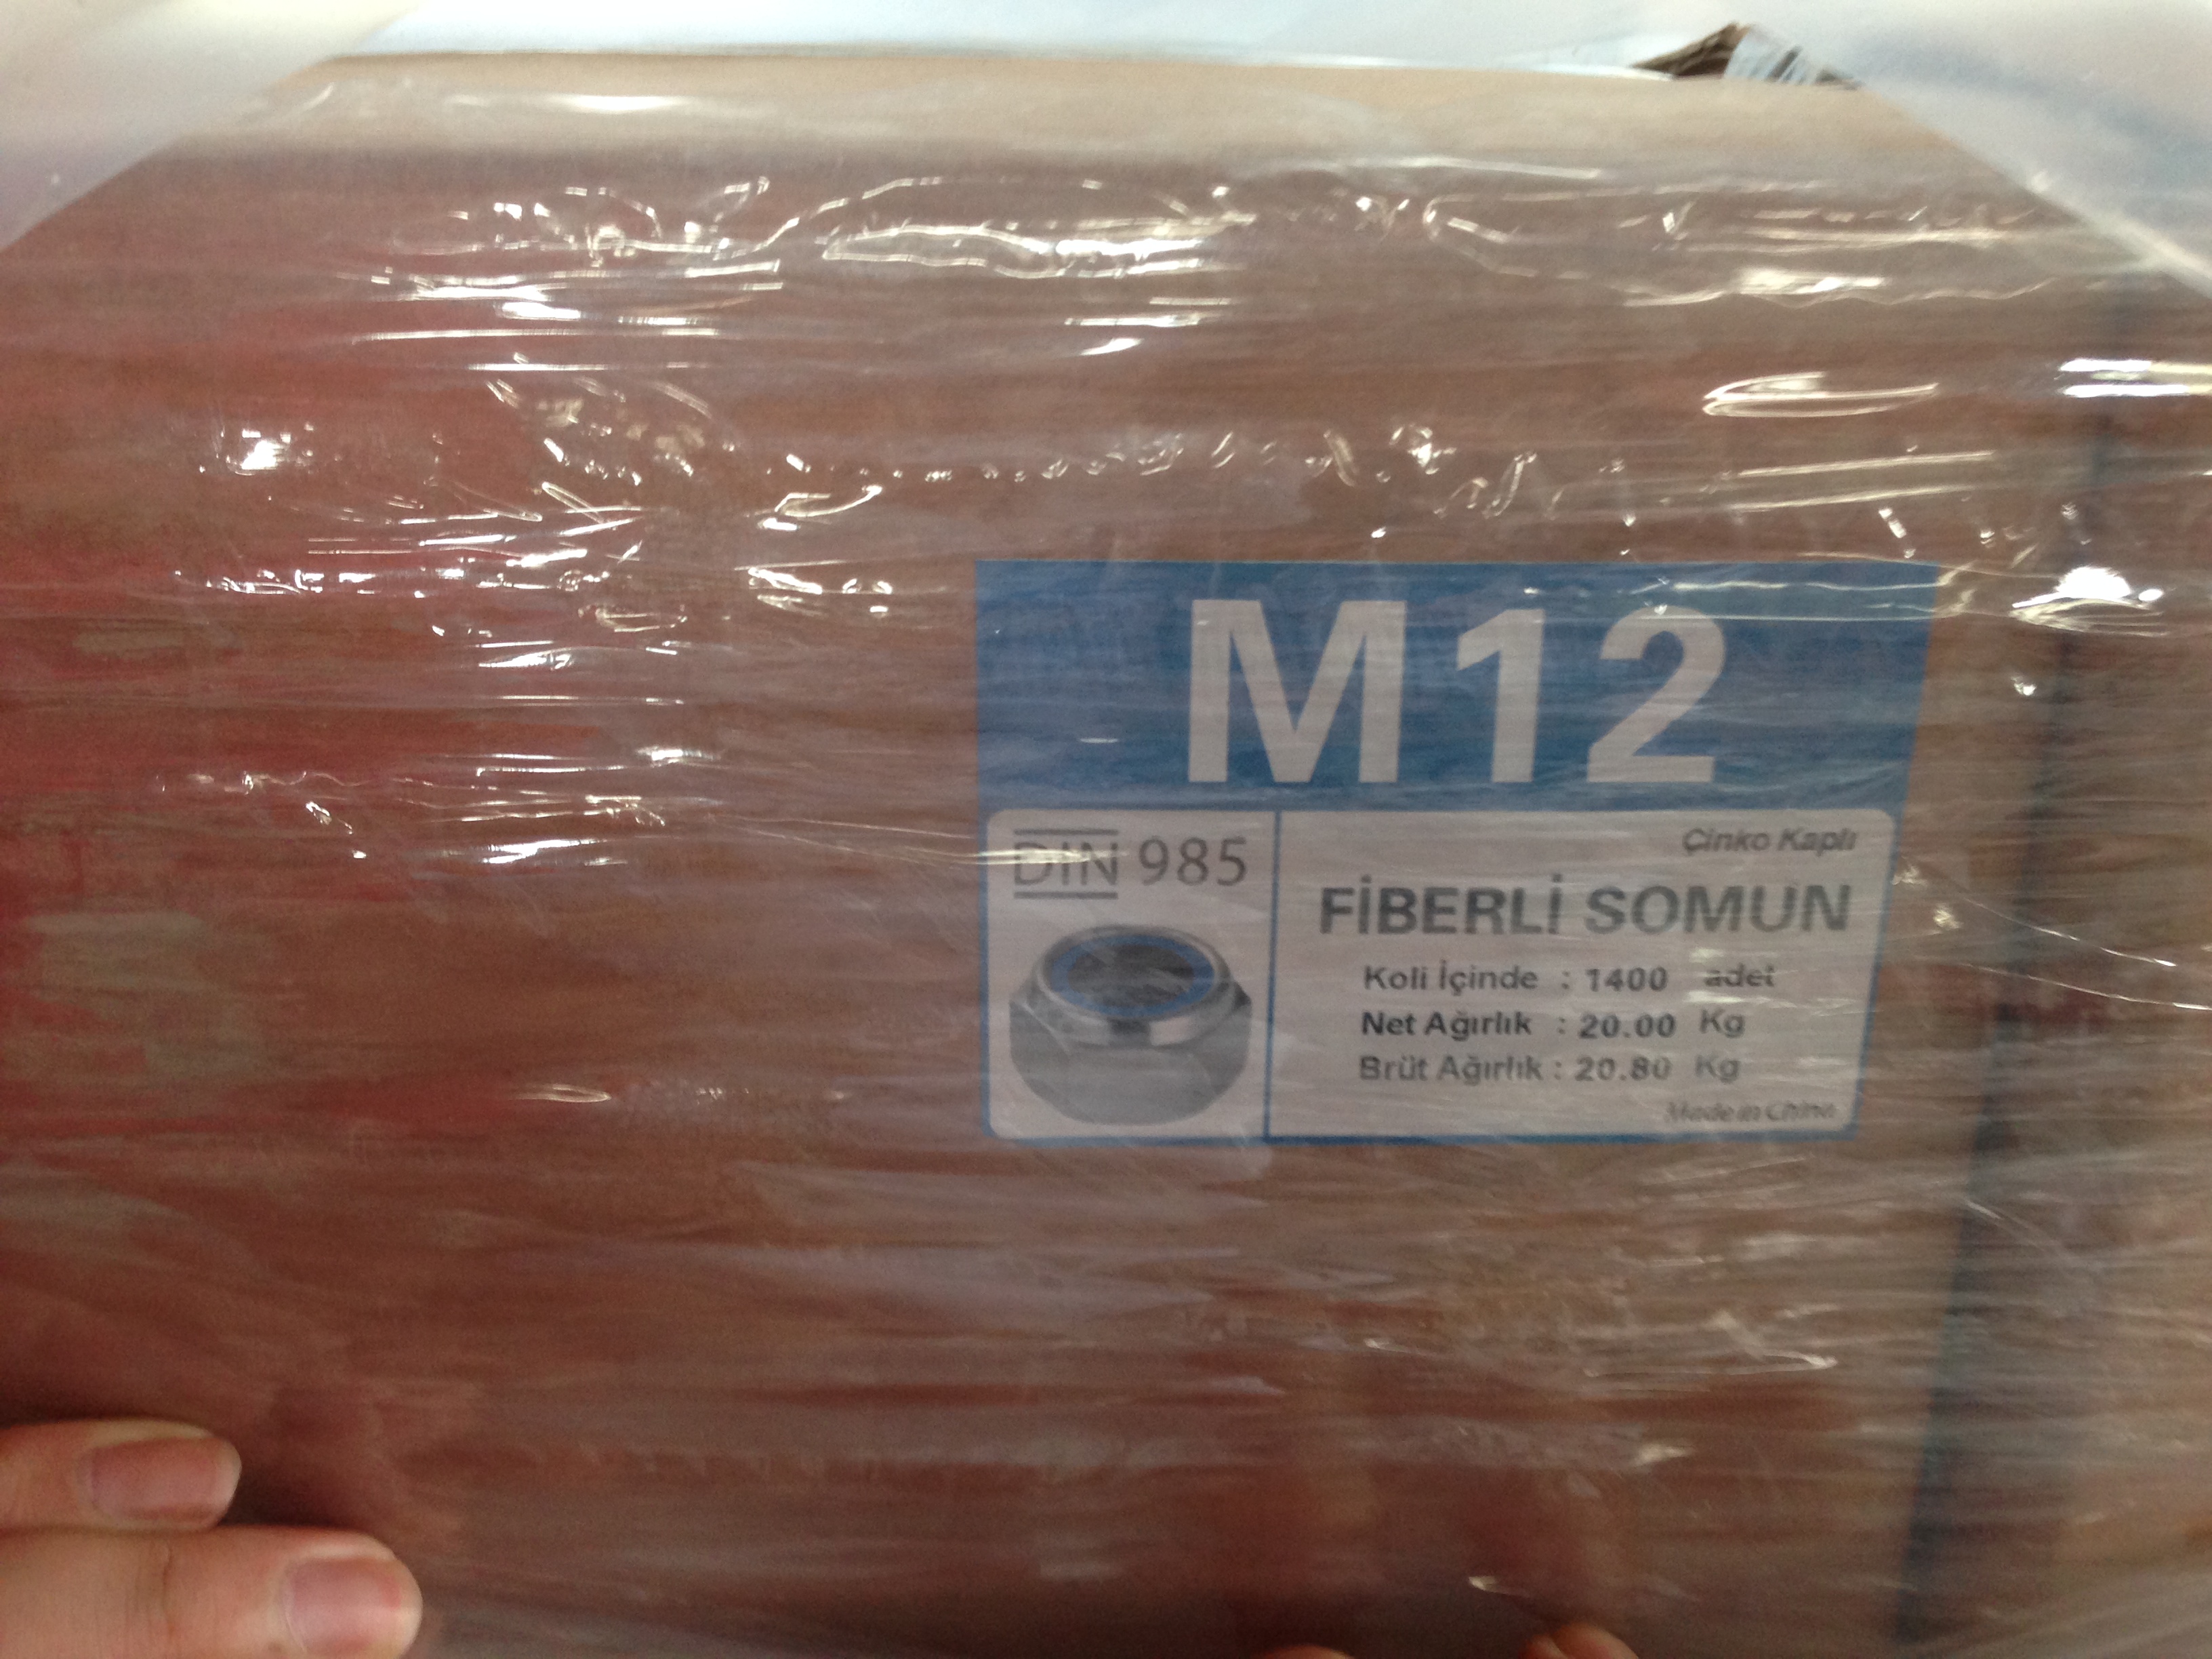 M12
DIN 985
Çinko Kaplı
FİBERLİ SOMUN
Koli İçinde : 1400 adet
Net Ağırlık : 20.00 Kg
Brüt Ağırlık : 20.80 Kg
Made in China